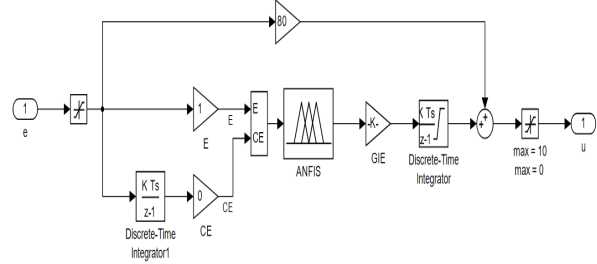 80
1
e
1
E
E
E
CE
ANFIS
-K-
GIE
K Ts
z-1
Discrete-Time
Integrator
+
+
max = 10
max = 0
1
u
K Ts
z-1
Discrete-Time
Integrator1
0
CE
CE